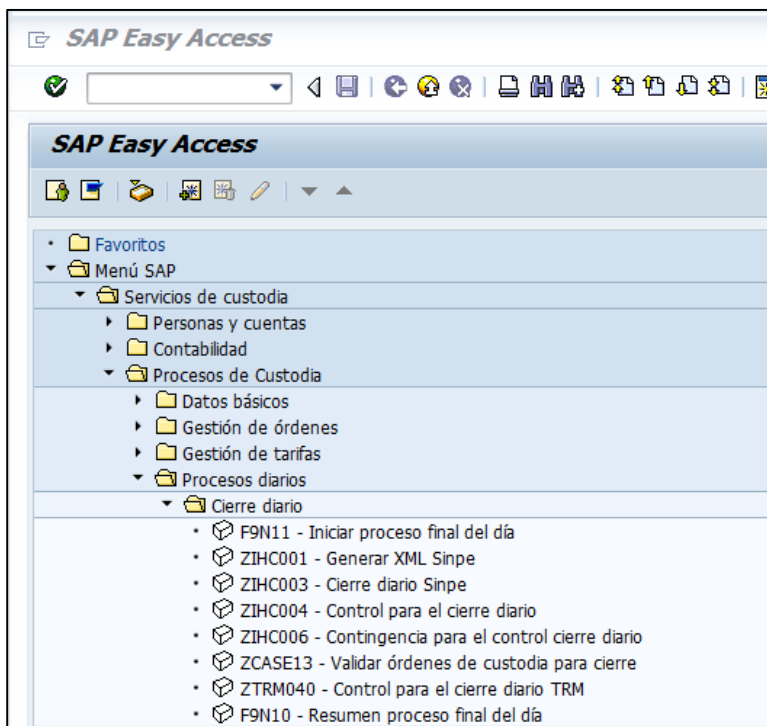 SAP Easy Access
SAP Easy Access
Favoritos
Menú SAP
Servicios de custodia
Personas y cuentas
Contabilidad
Procesos de Custodia
Datos básicos
Gestión de órdenes
Gestión de tarifas
Procesos diarios
Cierre diario
F9N11 - Iniciar proceso final del día
ZIHC001 - Generar XML Sinpe
ZIHC003 - Cierre diario Sinpe
ZIHC004 - Control para el cierre diario
ZIHC006 - Contingencia para el control cierre diario
ZCASE13 - Validar órdenes de custodia para cierre
ZTRM040 - Control para el cierre diario TRM
F9N10 - Resumen proceso final del día